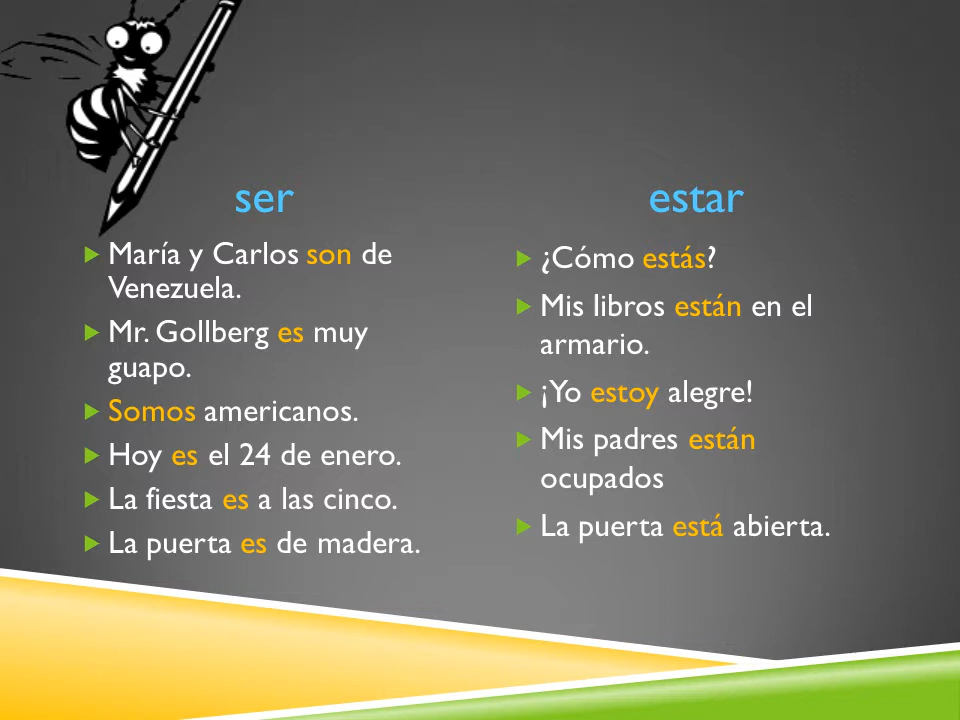 ser
María y Carlos son de
Venezuela.
Mr. Gollberg es muy
guapo.
Somos americanos.
Hoy es el 24 de enero.
La fiesta es a las cinco.
La puerta es de madera.
estar
¿Cómo estás?
Mis libros están en el
armario.
¡Yo estoy alegre!
Mis padres están
ocupados
La puerta está abierta.